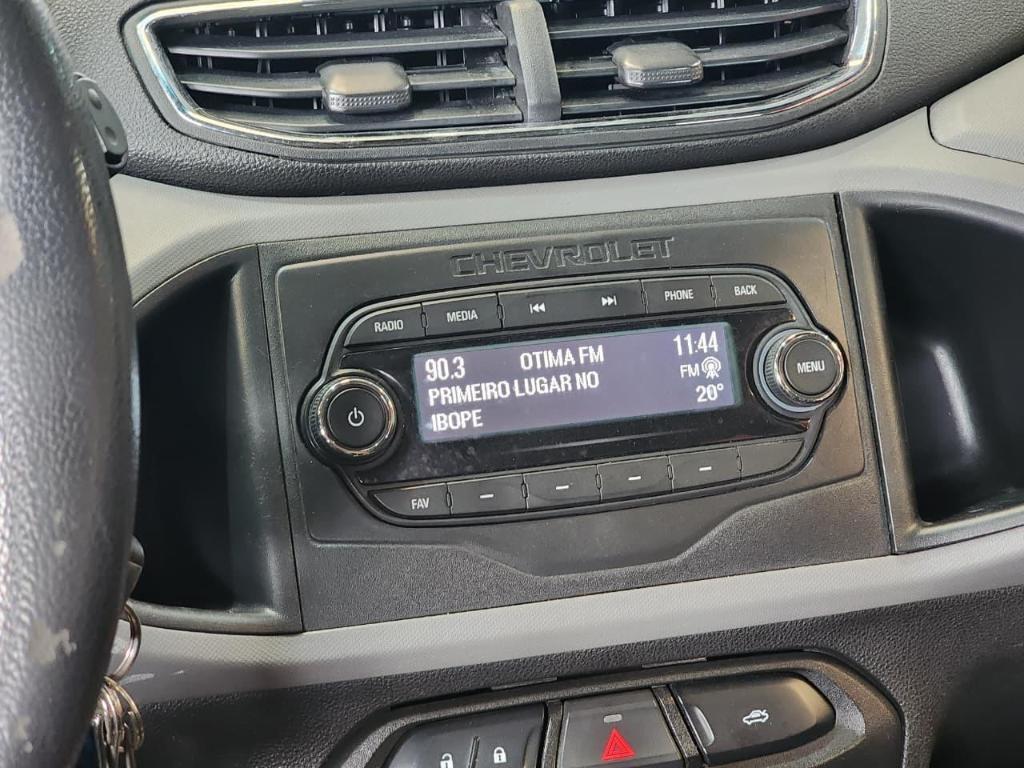 CHEVROLET
RADIO MEDIA PHONE BACK
90.3 OTIMA FM 11:44
PRIMEIRO LUGAR NO FM
IBOPE 20°
MENU
FAV